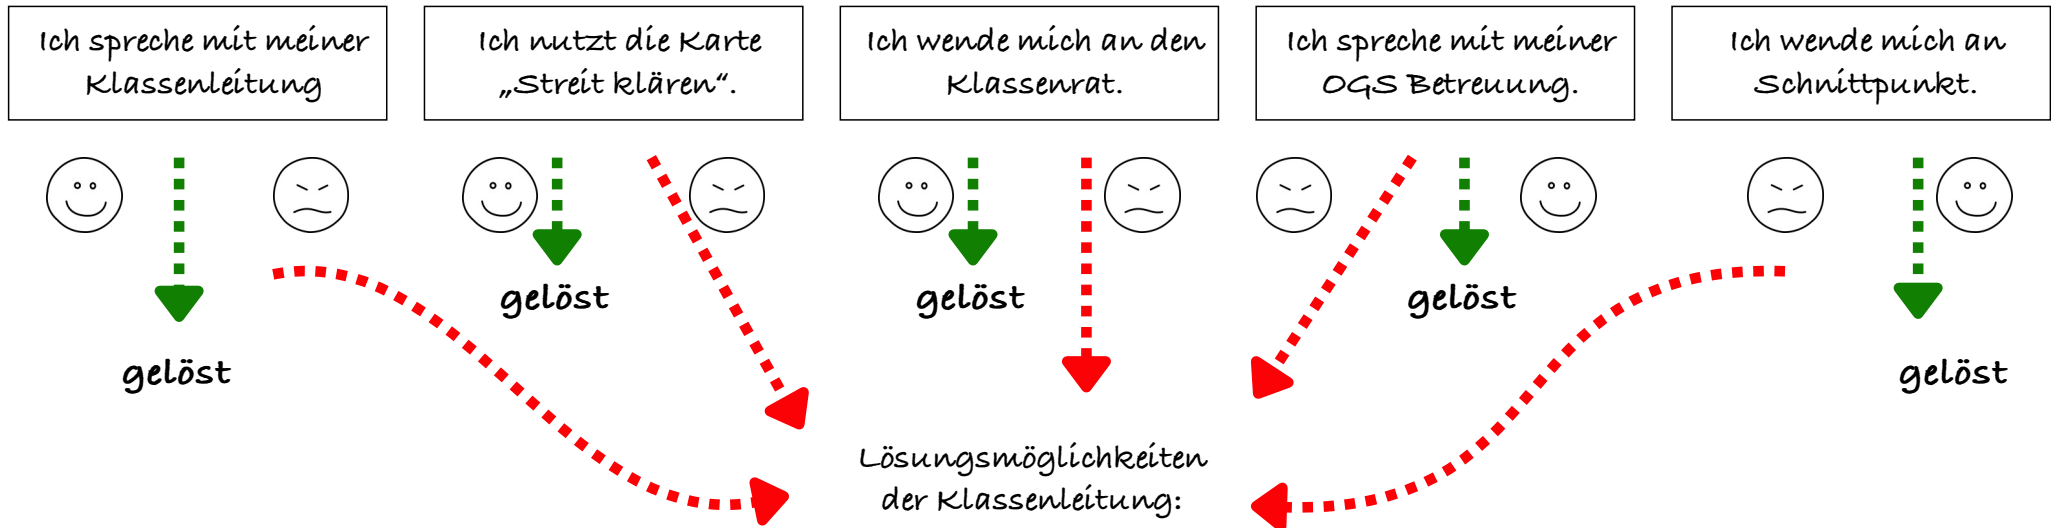 Ich spreche mit meiner
Klassenleitung
Ich nutzt die Karte
„Streit klären“.
Ich wende mich an den
Klassenrat.
Ich spreche mit meiner
OGS Betreuung.
Ich wende mich an
Schnittpunkt.
gelöst
gelöst
gelöst
gelöst
gelöst
Lösungsmöglichkeiten
der Klassenleitung: